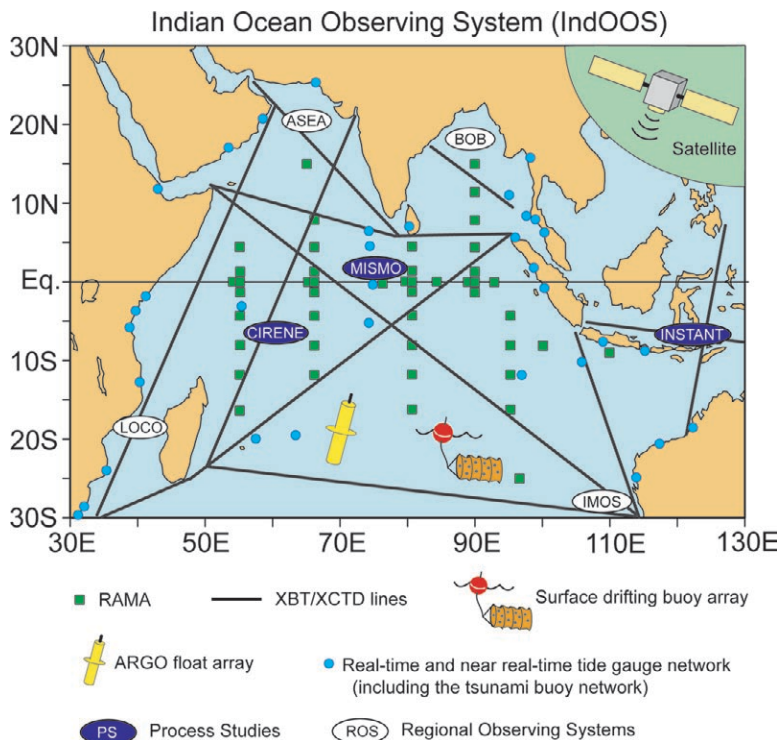 Indian Ocean Observing System (IndOOS)
30N
20N
10N
Eq.
10S
20S
30S
30E
50E
70E
90E
110E
130E
ASEA
BOB
Satellite
MISMO
CIRENE
INSTANT
LOCO
IMOS
RAMA
XBT/XCTD lines
Surface drifting buoy array
ARGO float array
Real-time and near real-time tide gauge network
(including the tsunami buoy network)
PS
Process Studies
ROS
Regional Observing Systems